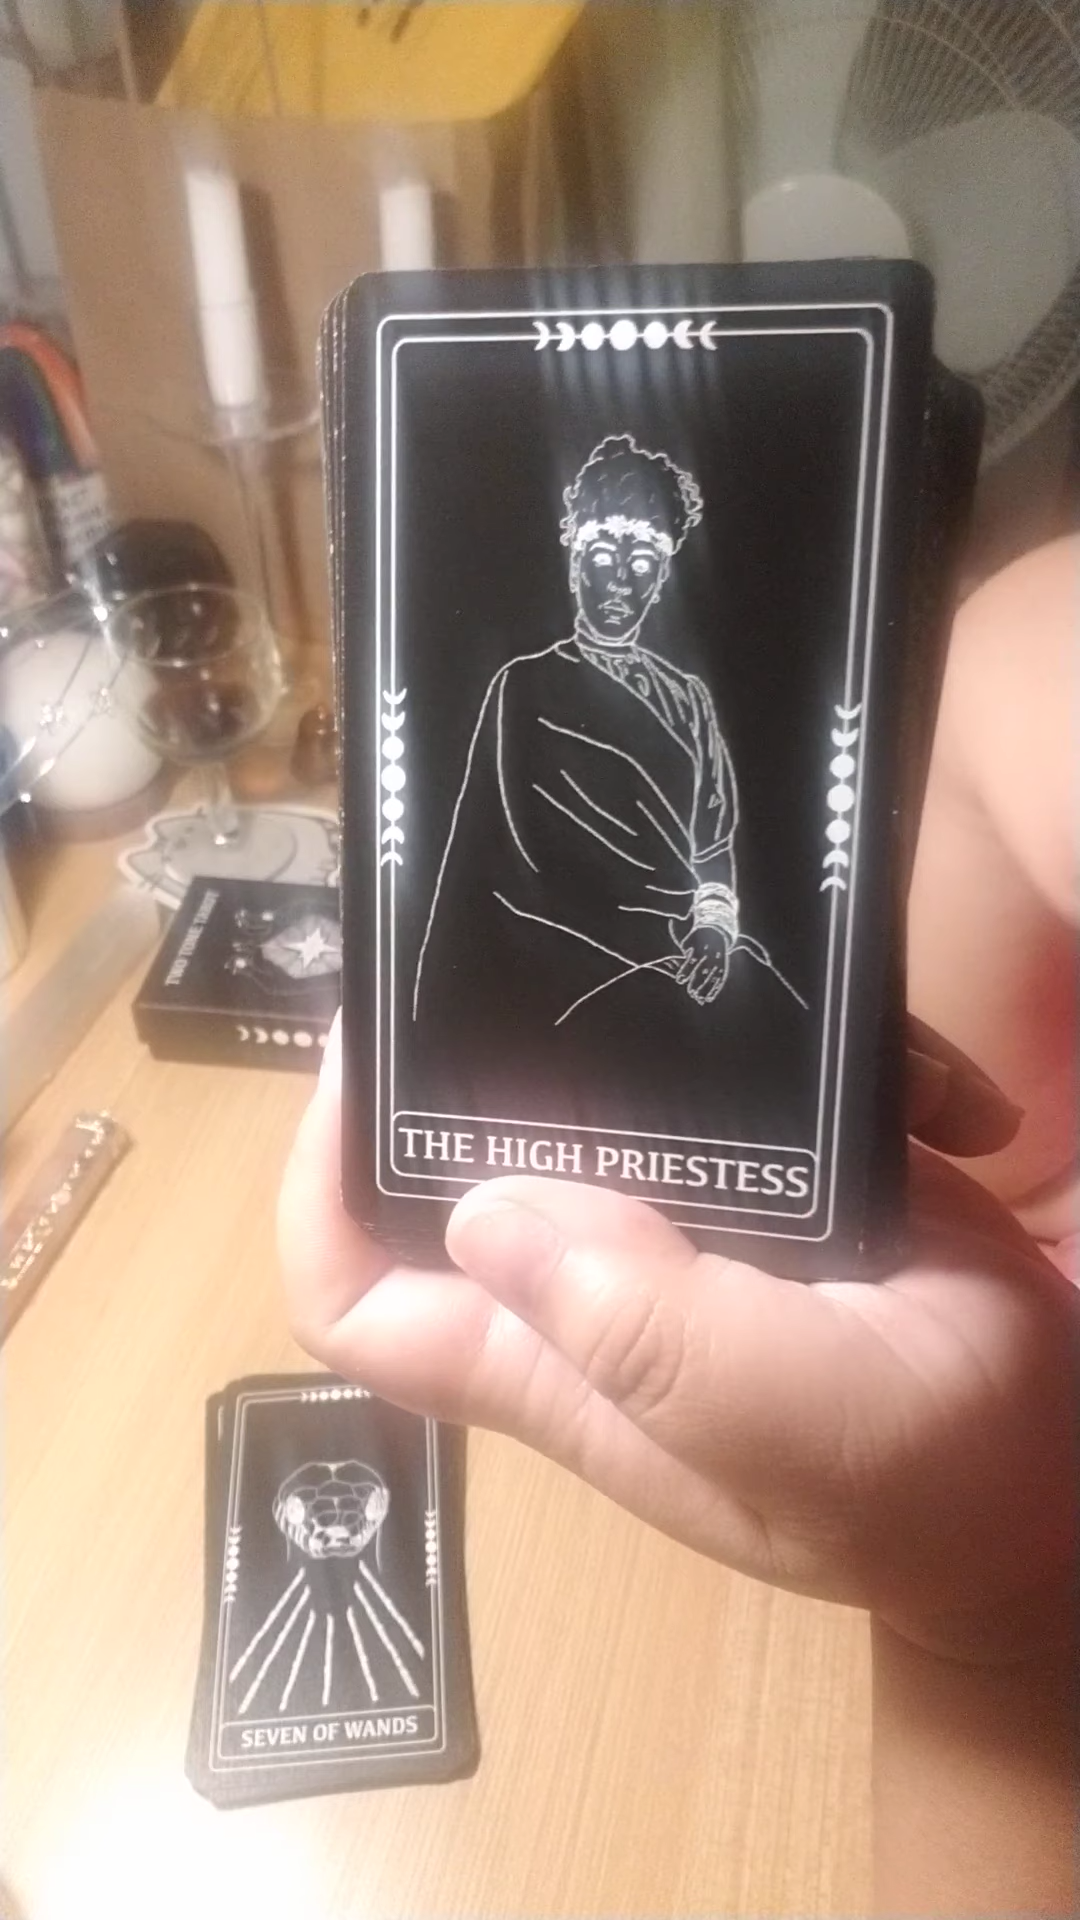 TWO TONE TAROT
THE HIGH PRIESTESS
SEVEN OF WANDS